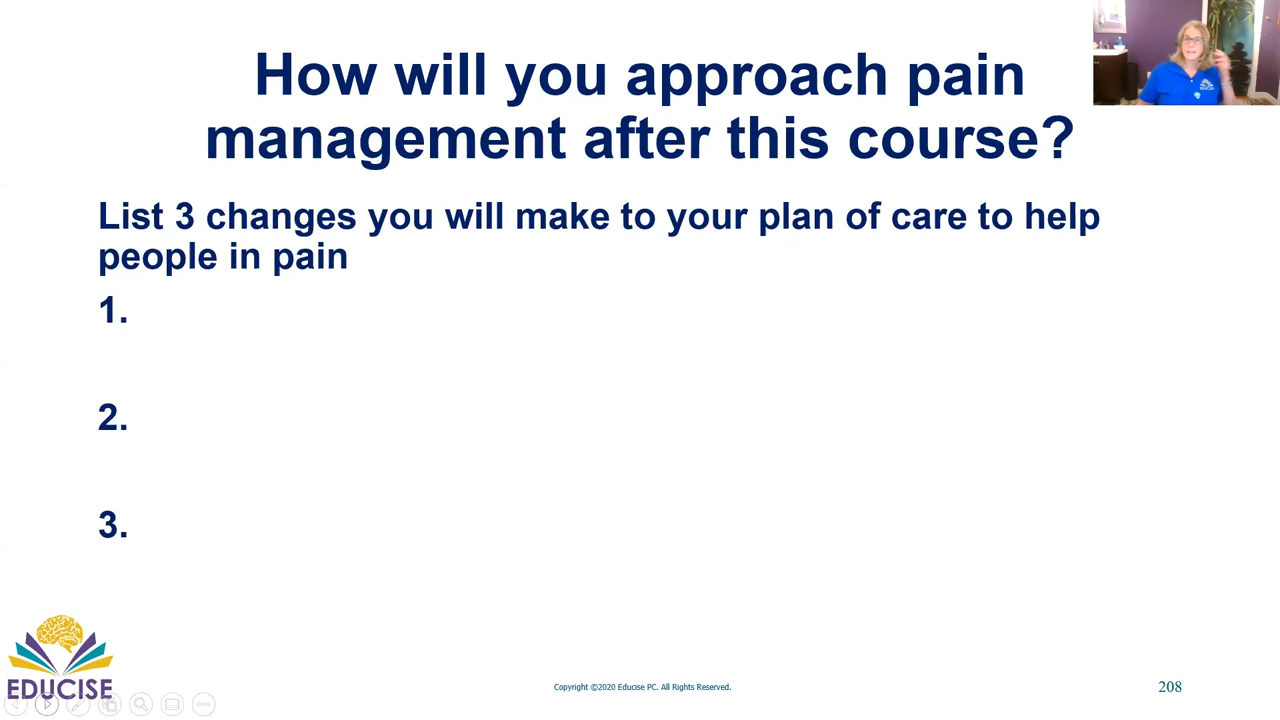 How will you approach pain
management after this course?
List 3 changes you will make to your plan of care to help
people in pain
1.
2.
3.
EDUCISE
Copyright ©2020 Educise PC. All Rights Reserved.
208